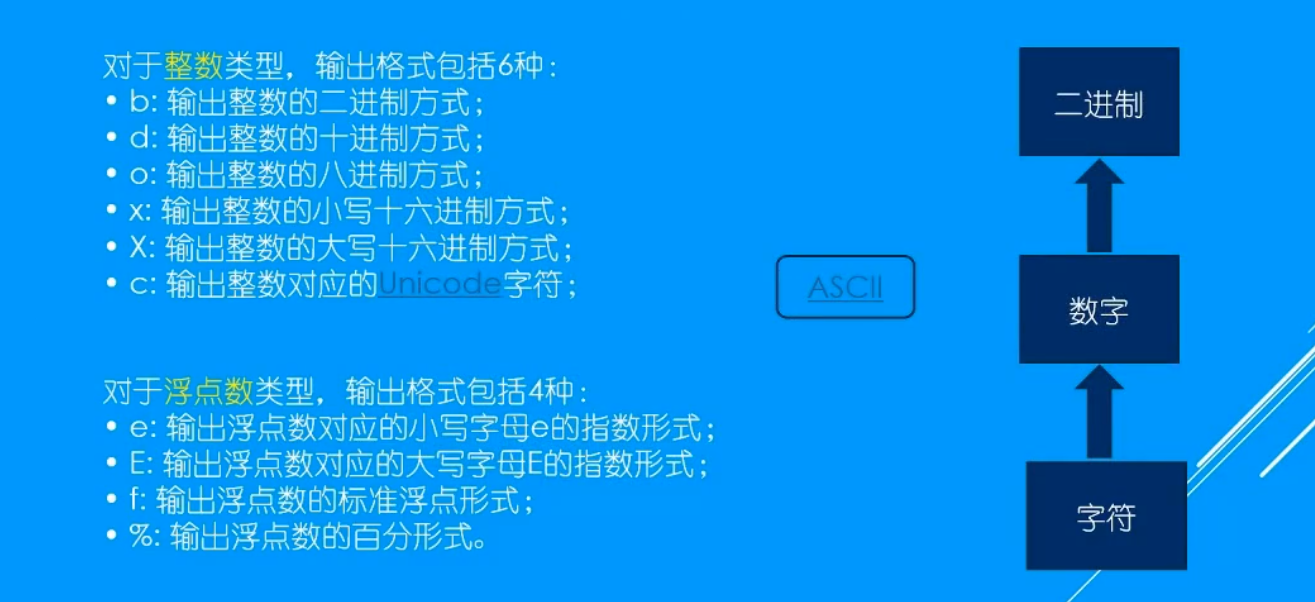 对于整数类型，输出格式包括6种：
• b: 输出整数的二进制方式；
• d: 输出整数的十进制方式；
• o: 输出整数的八进制方式；
• x: 输出整数的小写十六进制方式；
• X: 输出整数的大写十六进制方式；
• c: 输出整数对应的Unicode字符；
ASCII
对于浮点数类型，输出格式包括4种：
• e: 输出浮点数对应的小写字母e的指数形式；
• E: 输出浮点数对应的大写字母E的指数形式；
• f: 输出浮点数的标准浮点形式；
• %: 输出浮点数的百分形式。
二进制
数字
字符